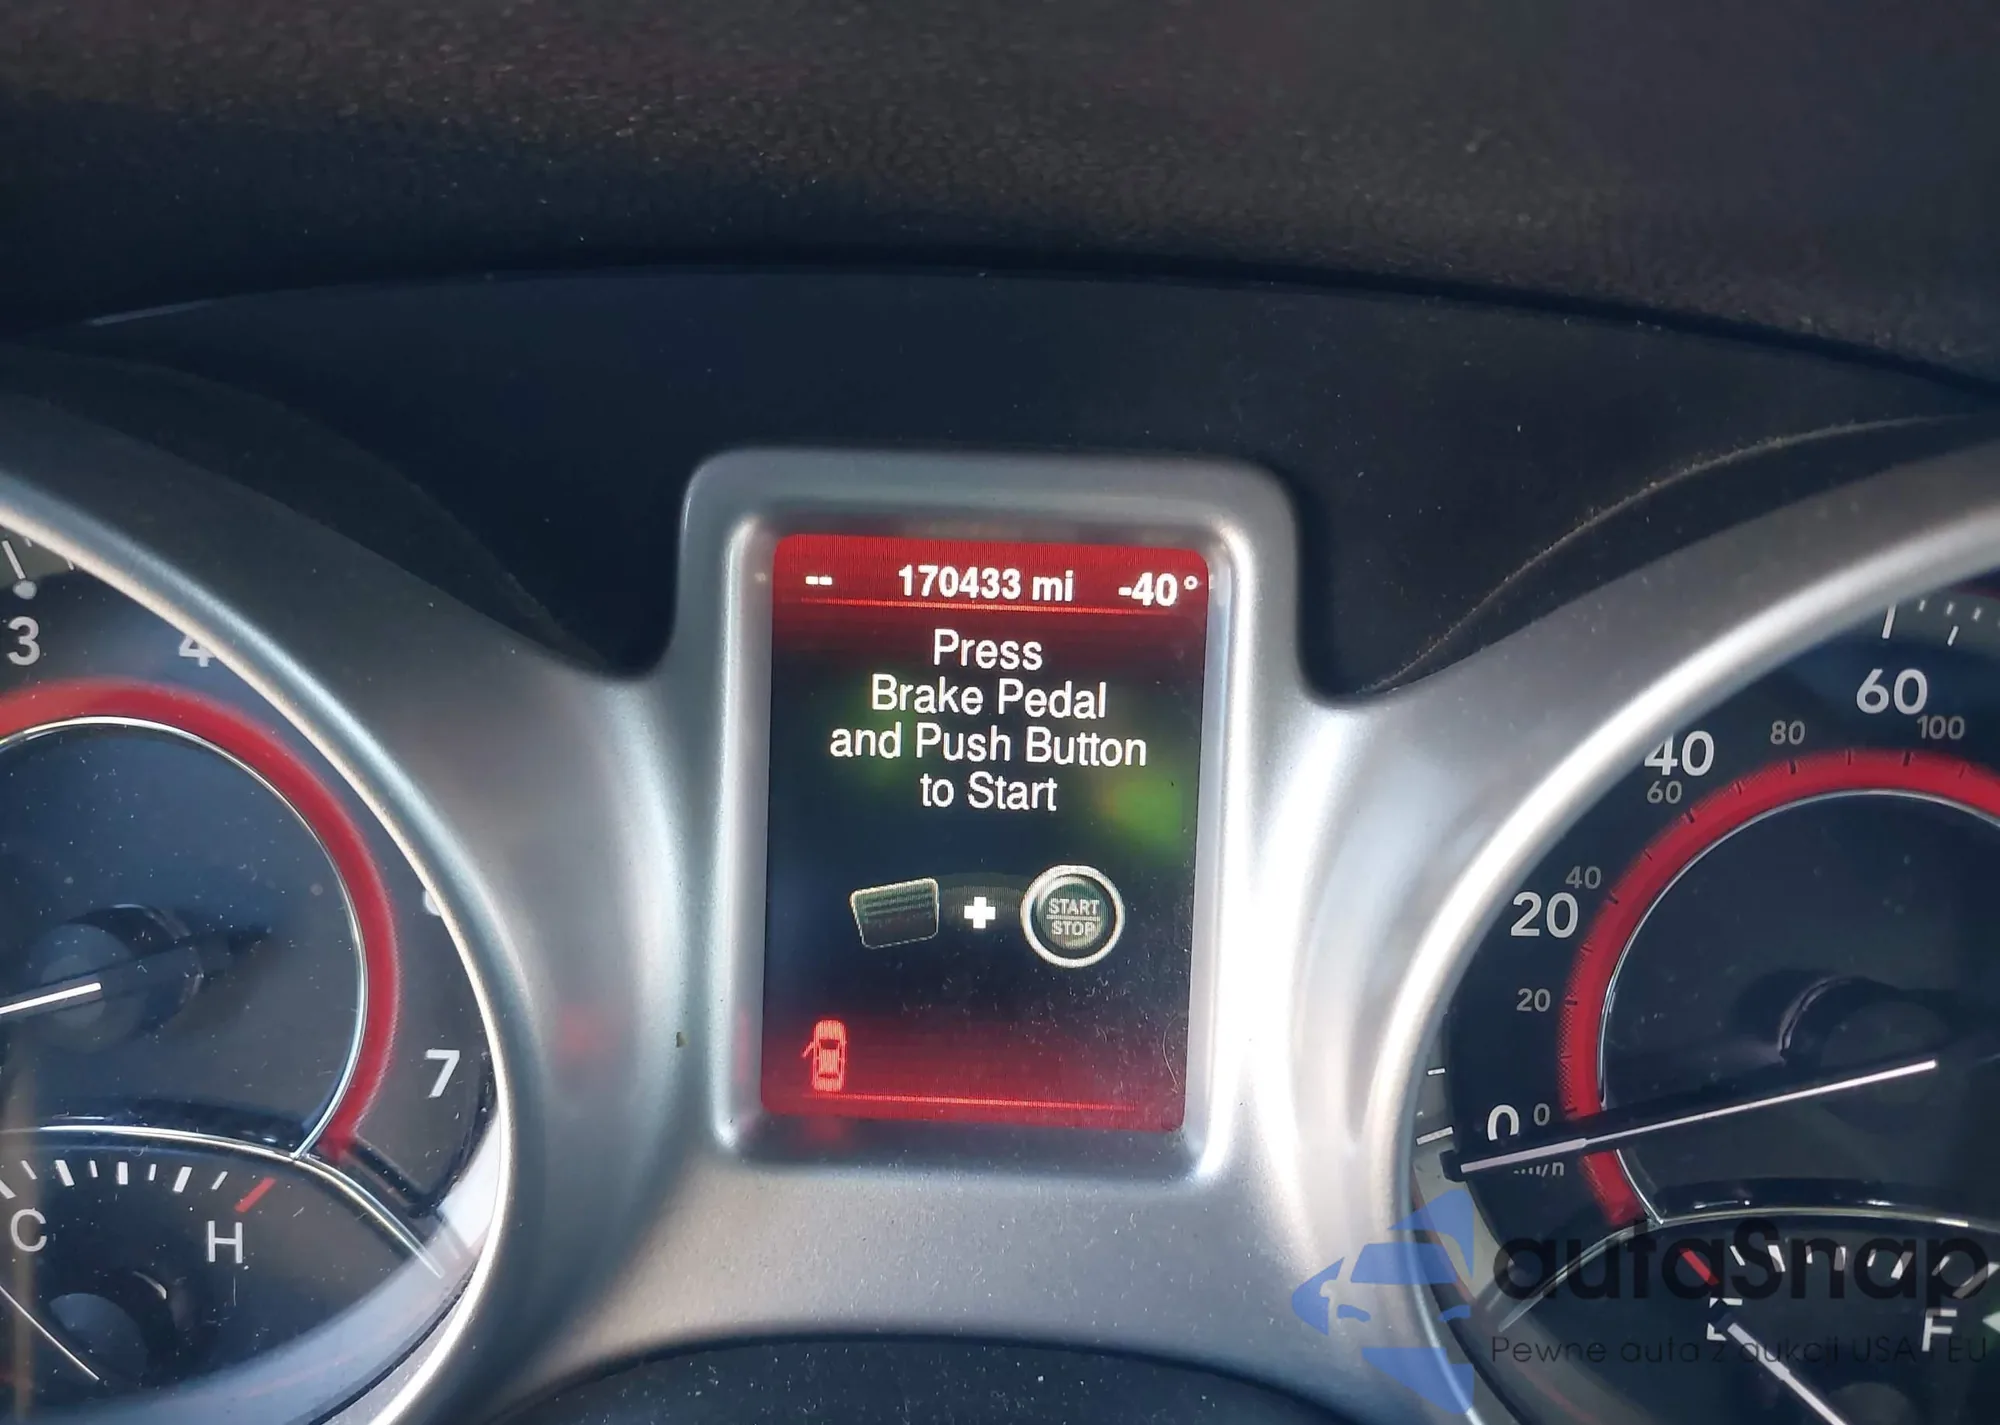 -- 170433 mi -40°
Press
Brake Pedal
and Push Button
to Start
START
STOP
3
4
7
C
H
60
100
80
40
60
40
20
20
0
0
F
autaSnap
Pewne auta z aukcji USA i EU